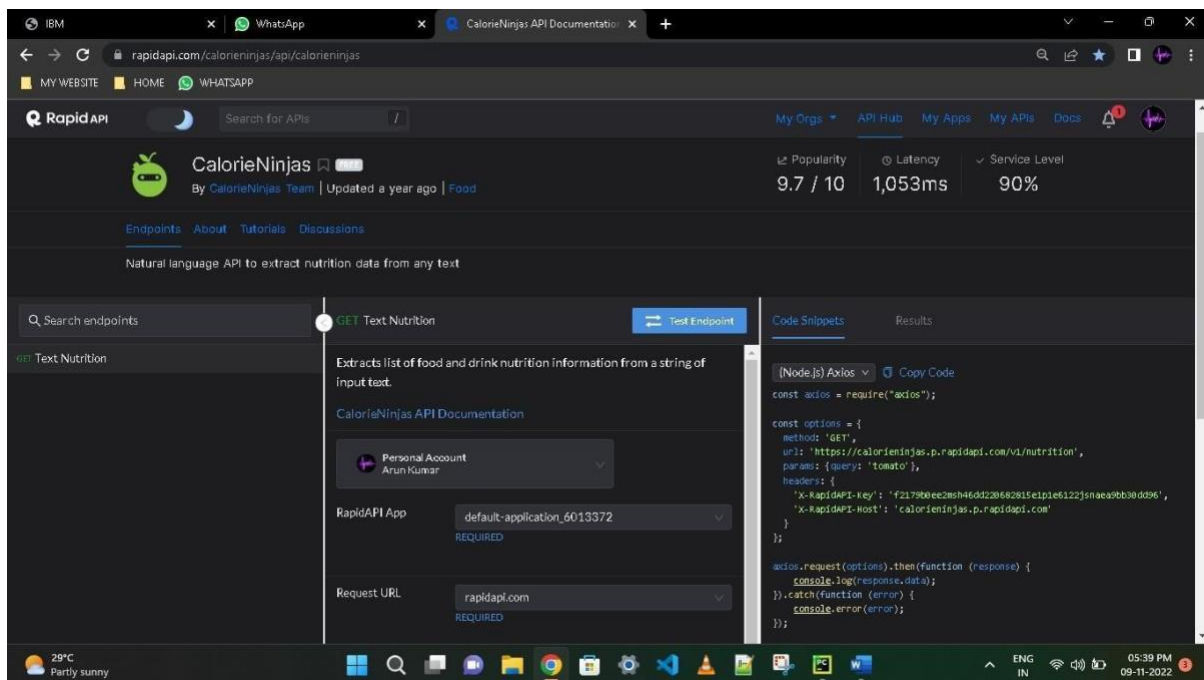 IBM
WhatsApp
CalorieNinjas API Documentatio
rapidapi.com/calorieninjas/api/calorieninjas
MY WEBSITE HOME WHATSAPP
Rapid API
Search for APIs /
My Orgs API Hub My Apps My APIs Docs 1
CalorieNinjas FREE
By CalorieNinjas Team | Updated a year ago | Food
Popularity Latency Service Level
9.7 / 10 1,053ms 90%
Endpoints About Tutorials Discussions
Natural language API to extract nutrition data from any text
Search endpoints
GET Text Nutrition
GET Text Nutrition
Test Endpoint
Extracts list of food and drink nutrition information from a string of
input text.
CalorieNinjas API Documentation
Personal Account
Arun Kumar
RapidAPI App
default-application_6013372
REQUIRED
Request URL
rapidapi.com
REQUIRED
Code Snippets Results
(Node.js) Axios Copy Code
const axios = require("axios");
const options = {
method: 'GET',
url: 'https://calorieninjas.p.rapidapi.com/v1/nutrition',
params: {query: 'tomato'},
headers: {
'X-RapidAPI-Key':
'X-RapidAPI-Host': 'calorieninjas.p.rapidapi.com'
}
};
axios.request(options).then(function (response) {
console.log(response.data);
}).catch(function (error) {
console.error(error);
});
29°C
Partly sunny
ENG
IN
05:39 PM
09-11-2022
3